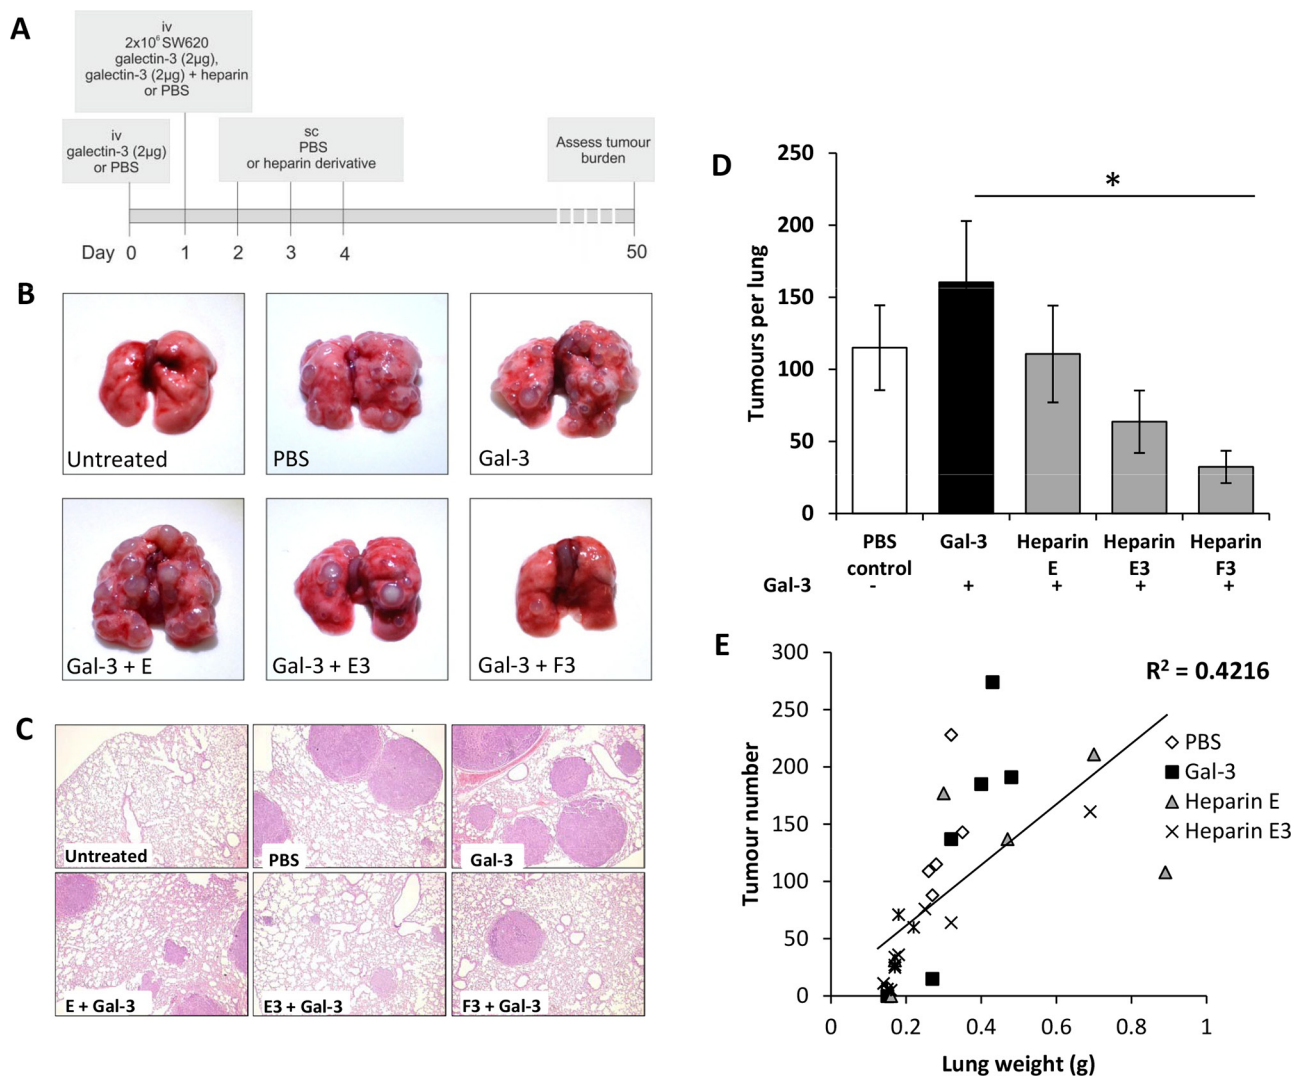 A
iv
2x10⁶ SW620
galectin-3 (2µg),
galectin-3 (2µg) + heparin
or PBS
iv
galectin-3 (2µg)
or PBS
sc
PBS
or heparin derivative
Assess tumour
burden
Day 0 1 2 3 4 50
B
Untreated
PBS
Gal-3
Gal-3 + E
Gal-3 + E3
Gal-3 + F3
C
Untreated
PBS
Gal-3
E + Gal-3
E3 + Gal-3
F3 + Gal-3
D
Tumours per lung
250
200
150
100
50
0
*
PBS
control
Gal-3
Heparin
E
Heparin
E3
Heparin
F3
Gal-3 - + + + +
E
Tumour number
300
250
200
150
100
50
0
R² = 0.4216
PBS
Gal-3
Heparin E
Heparin E3
0 0.2 0.4 0.6 0.8 1
Lung weight (g)